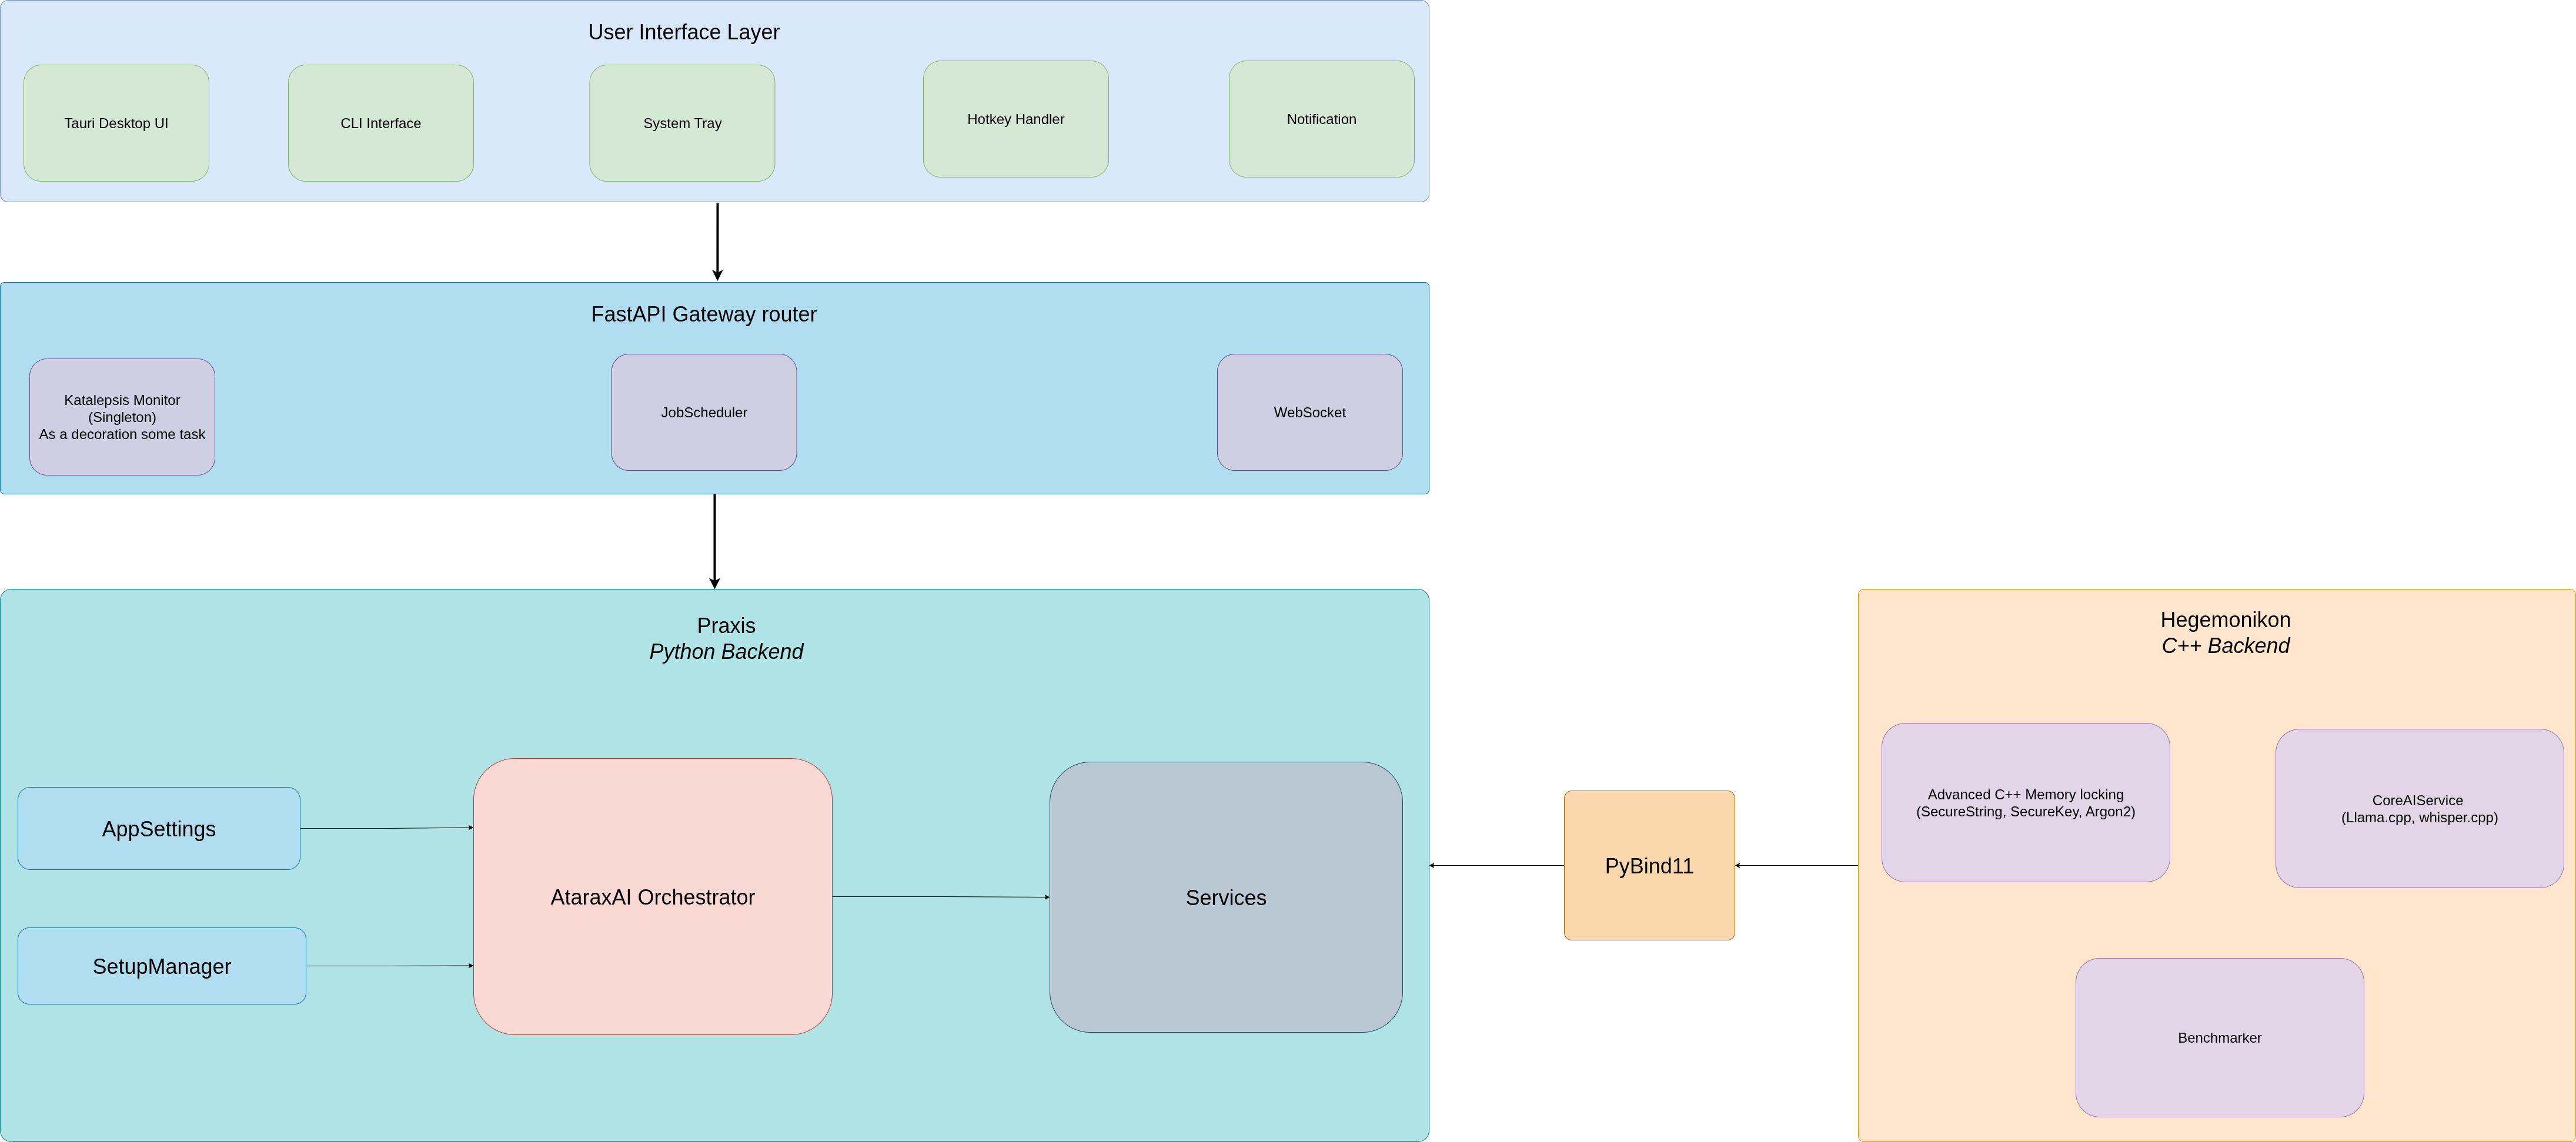 User Interface Layer
Tauri Desktop UI
CLI Interface
System Tray
Hotkey Handler
Notification
FastAPI Gateway router
Katalepsis Monitor
(Singleton)
As a decoration some task
JobScheduler
WebSocket
Praxis
Python Backend
AppSettings
SetupManager
AtaraxAI Orchestrator
Services
PyBind11
Hegemonikon
C++ Backend
Advanced C++ Memory locking
(SecureString, SecureKey, Argon2)
CoreAIService
(Llama.cpp, whisper.cpp)
Benchmarker